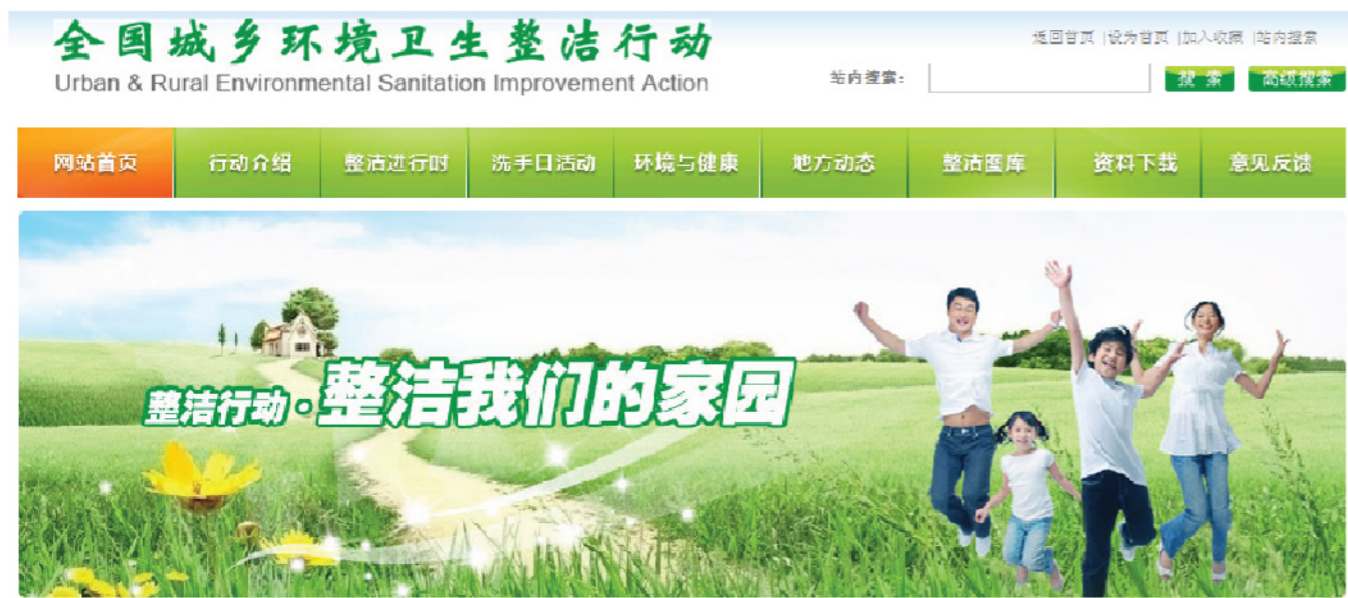 全国城乡环境卫生整洁行动
Urban & Rural Environmental Sanitation Improvement Action
返回首页 |设为首页 |加入收藏 |站内搜索
站内搜索：
搜 索
高级搜索
网站首页 行动介绍 整洁进行时 洗手日活动 环境与健康 地方动态 整洁图库 资料下载 意见反馈
整洁行动·整洁我们的家园